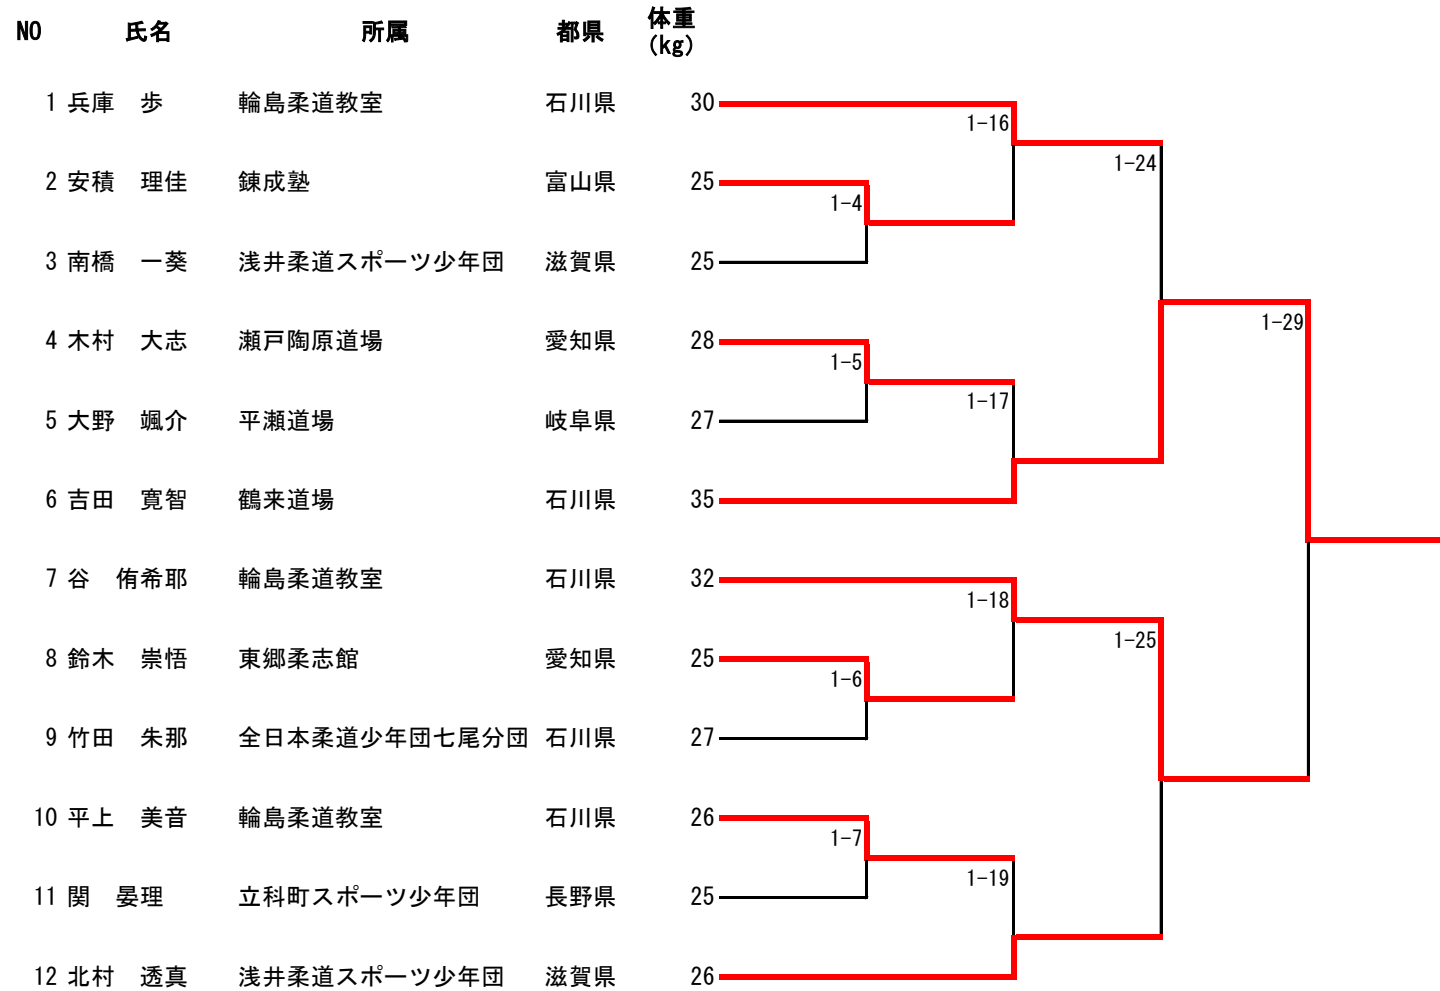 NO 氏名 所属 都県 体重(kg)
1 兵庫 歩 輪島柔道教室 石川県 30
1-16
1-24
2 安積 理佳 錬成塾 富山県 25
1-4
3 南橋 一葵 浅井柔道スポーツ少年団 滋賀県 25
1-29
4 木村 大志 瀬戸陶原道場 愛知県 28
1-5
1-17
5 大野 颯介 平瀬道場 岐阜県 27
6 吉田 寛智 鶴来道場 石川県 35
7 谷 侑希耶 輪島柔道教室 石川県 32
1-18
1-25
8 鈴木 崇悟 東郷柔志館 愛知県 25
1-6
9 竹田 朱那 全日本柔道少年団七尾分団 石川県 27
10 平上 美音 輪島柔道教室 石川県 26
1-7
1-19
11 関 晏理 立科町スポーツ少年団 長野県 25
12 北村 透真 浅井柔道スポーツ少年団 滋賀県 26